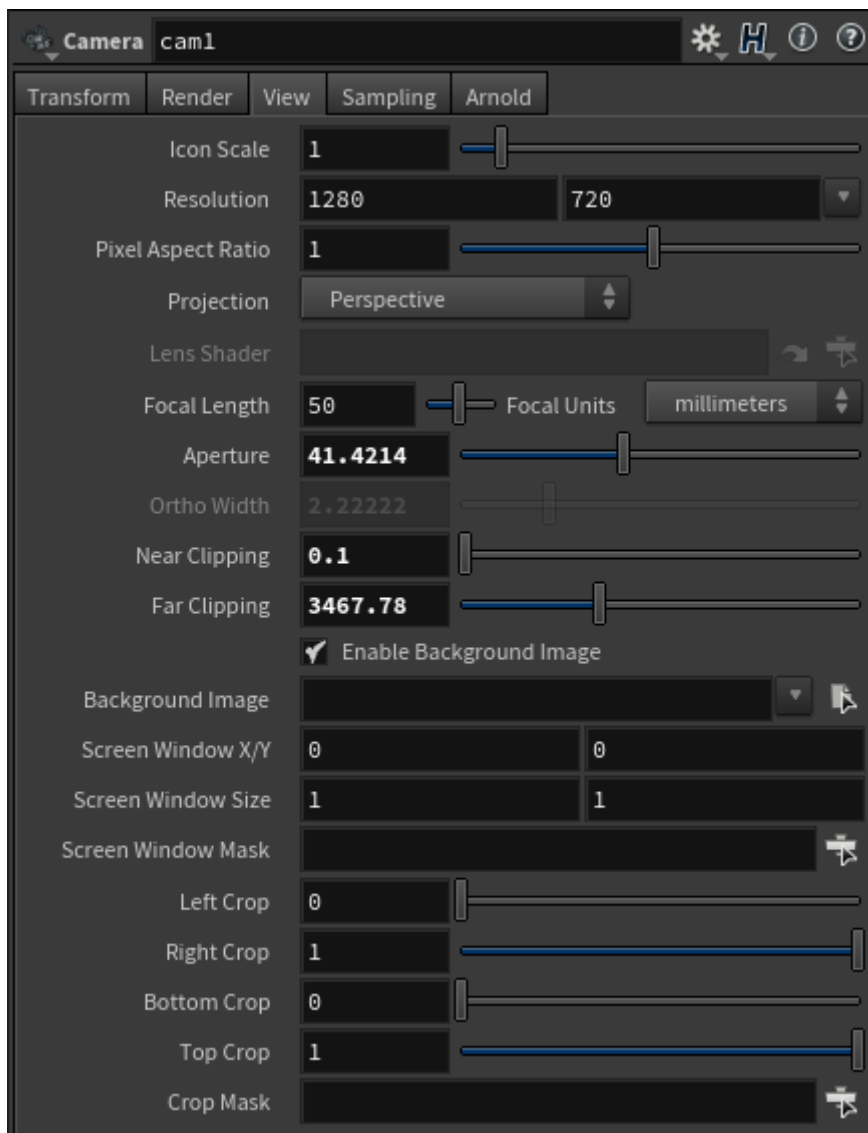 Camera cam1
Transform Render View Sampling Arnold
Icon Scale 1
Resolution 1280 720
Pixel Aspect Ratio 1
Projection Perspective
Lens Shader
Focal Length 50 Focal Units millimeters
Aperture 41.4214
Ortho Width 2.22222
Near Clipping 0.1
Far Clipping 3467.78
Enable Background Image
Background Image
Screen Window X/Y 0 0
Screen Window Size 1 1
Screen Window Mask
Left Crop 0
Right Crop 1
Bottom Crop 0
Top Crop 1
Crop Mask